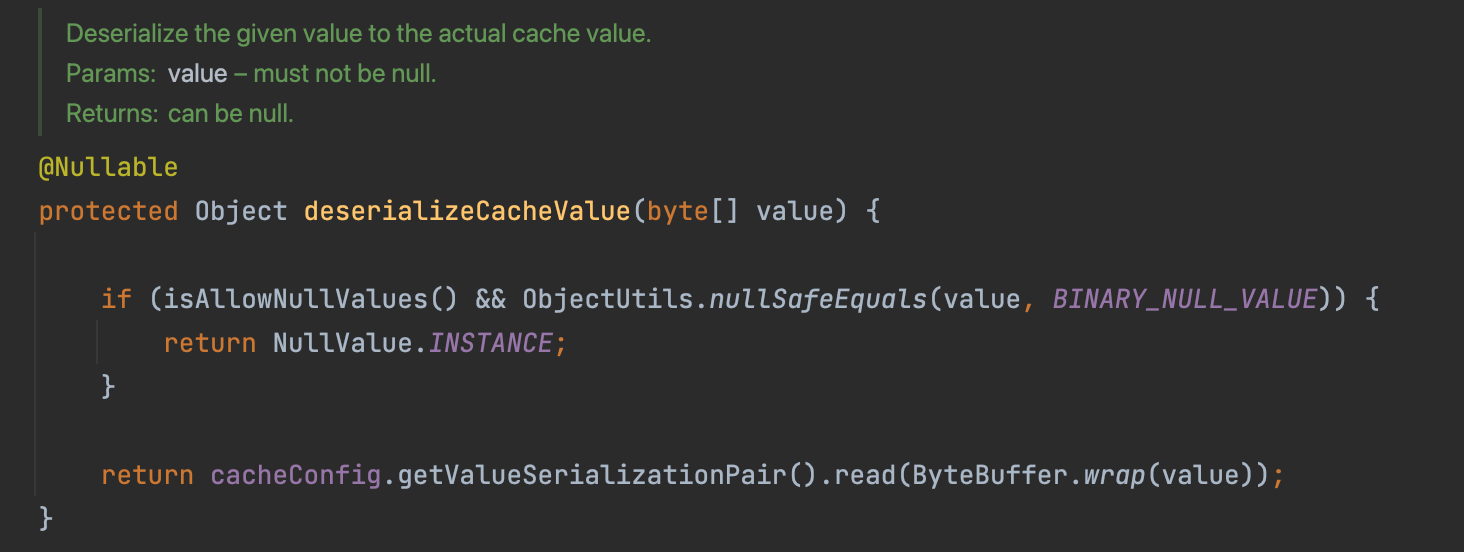 Deserialize the given value to the actual cache value.
Params: value – must not be null.
Returns: can be null.
@Nullable
protected Object deserializeCacheValue(byte[] value) {
if (isAllowNullValues() && ObjectUtils.nullSafeEquals(value, BINARY_NULL_VALUE)) {
return NullValue.INSTANCE;
}
return cacheConfig.getValueSerializationPair().read(ByteBuffer.wrap(value));
}